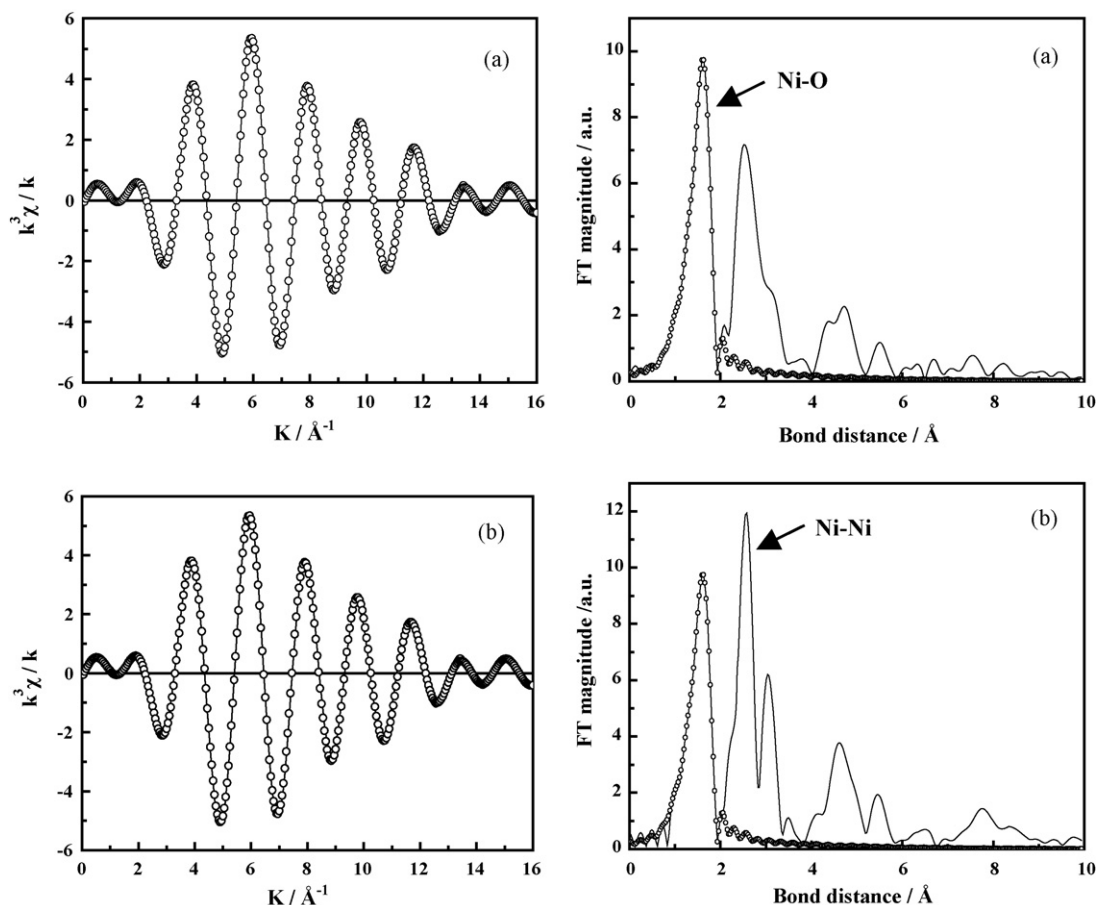 6
(a)
4
2
0
-2
-4
-6
k³χ / k
0 2 4 6 8 10 12 14 16
K / Å⁻¹
(a)
10
Ni-O
8
6
4
2
0
FT magnitude / a.u.
0 2 4 6 8 10
Bond distance / Å
6
(b)
4
2
0
-2
-4
-6
k³χ / k
0 2 4 6 8 10 12 14 16
K / Å⁻¹
12
(b)
Ni-Ni
10
8
6
4
2
0
FT magnitude /a.u.
0 2 4 6 8 10
Bond distance / Å